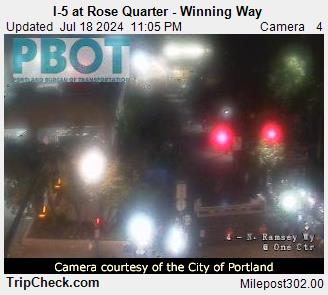 I-5 at Rose Quarter - Winning Way
Updated Jul 18 2024 11:05 PM Camera 4
PBOT
PORTLAND BUREAU OF TRANSPORTATION
4 - N. Ramsey Wy
@ One Ctr
Camera courtesy of the City of Portland
TripCheck.com Milepost302.00